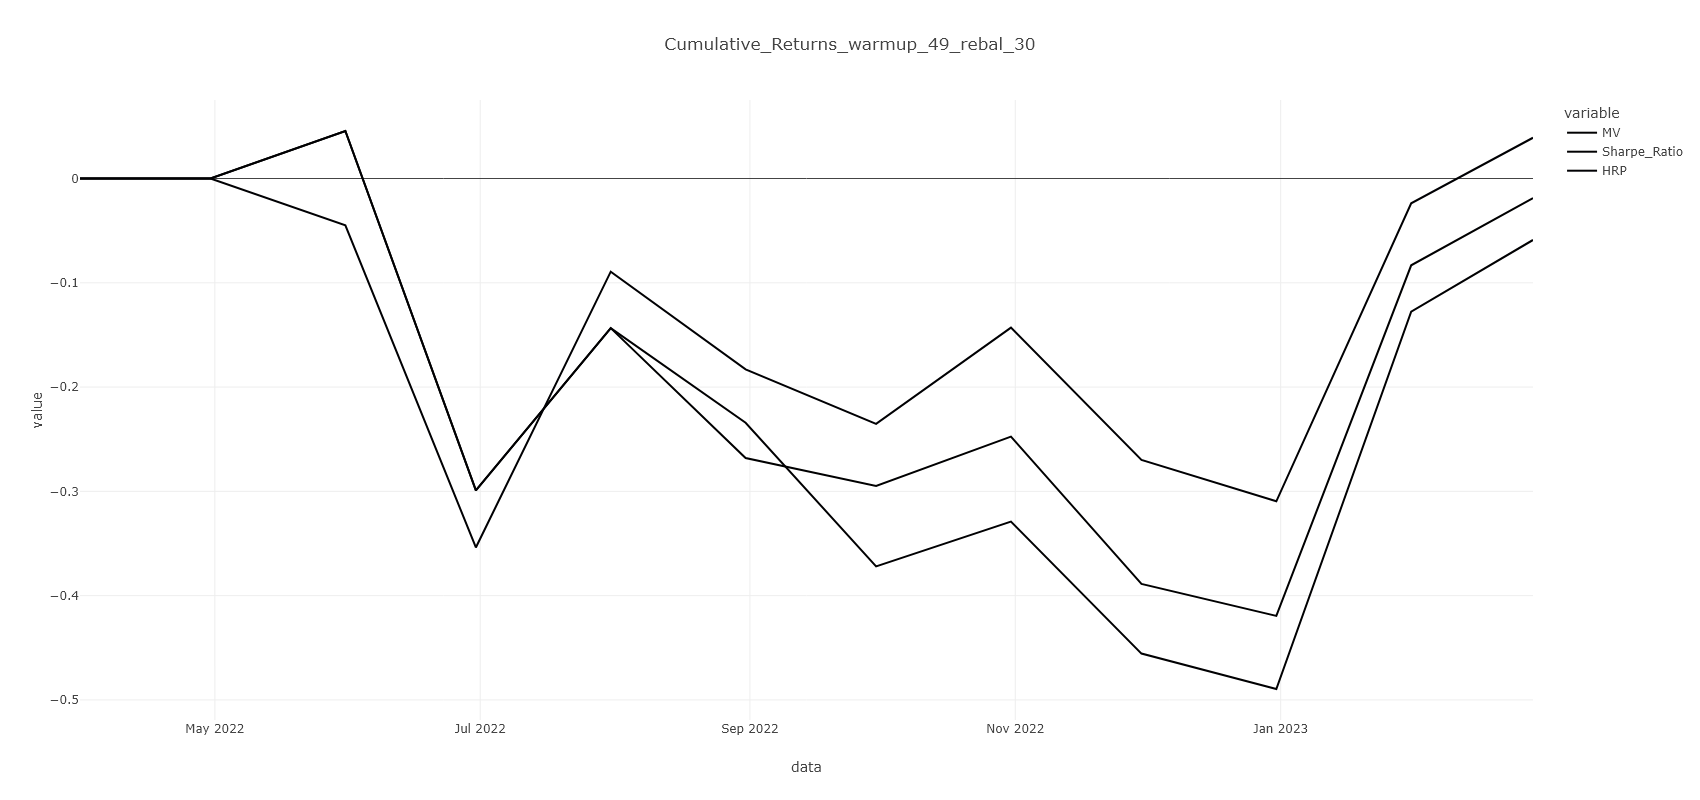 Cumulative_Returns_warmup_49_rebal_30
variable
MV
Sharpe_Ratio
HRP
value
0
−0.1
−0.2
−0.3
−0.4
−0.5
May 2022
Jul 2022
Sep 2022
Nov 2022
Jan 2023
data